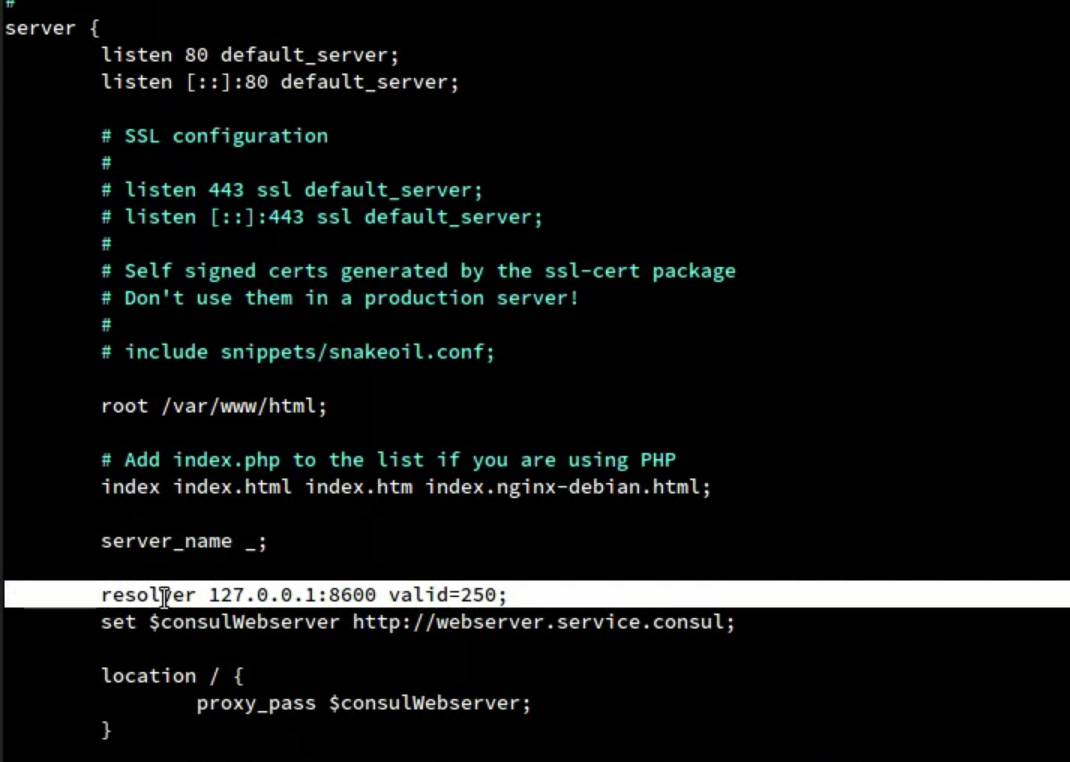 #
server {
listen 80 default_server;
listen [::]:80 default_server;
# SSL configuration
#
# listen 443 ssl default_server;
# listen [::]:443 ssl default_server;
#
# Self signed certs generated by the ssl-cert package
# Don't use them in a production server!
#
# include snippets/snakeoil.conf;
root /var/www/html;
# Add index.php to the list if you are using PHP
index index.html index.htm index.nginx-debian.html;
server_name _;
resolver 127.0.0.1:8600 valid=250;
set $consulWebserver http://webserver.service.consul;
location / {
proxy_pass $consulWebserver;
}